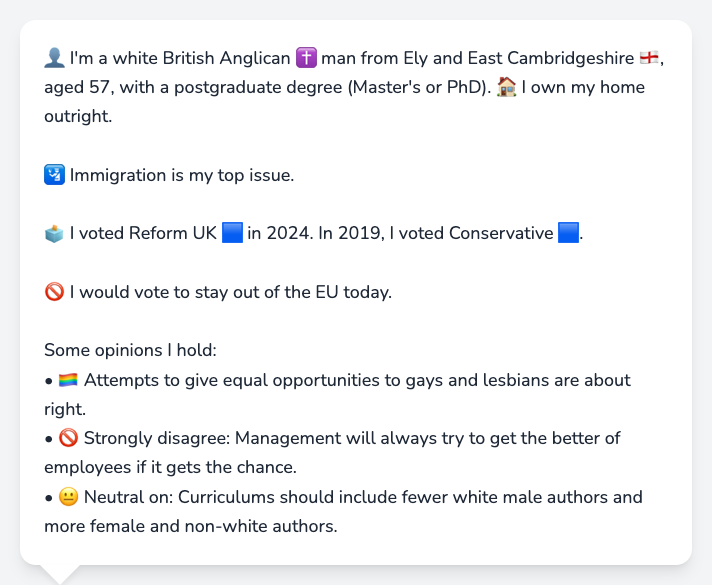 👤 I'm a white British Anglican ✝️ man from Ely and East Cambridgeshire 🏴󠁧󠁢󠁥󠁮󠁧󠁿,
aged 57, with a postgraduate degree (Master's or PhD). 🏠 I own my home
outright.
🛂 Immigration is my top issue.
🗳️ I voted Reform UK 🟦 in 2024. In 2019, I voted Conservative 🟦.
🚫 I would vote to stay out of the EU today.
Some opinions I hold:
• 🏳️‍🌈 Attempts to give equal opportunities to gays and lesbians are about
right.
• 🚫 Strongly disagree: Management will always try to get the better of
employees if it gets the chance.
• 😐 Neutral on: Curriculums should include fewer white male authors and
more female and non-white authors.